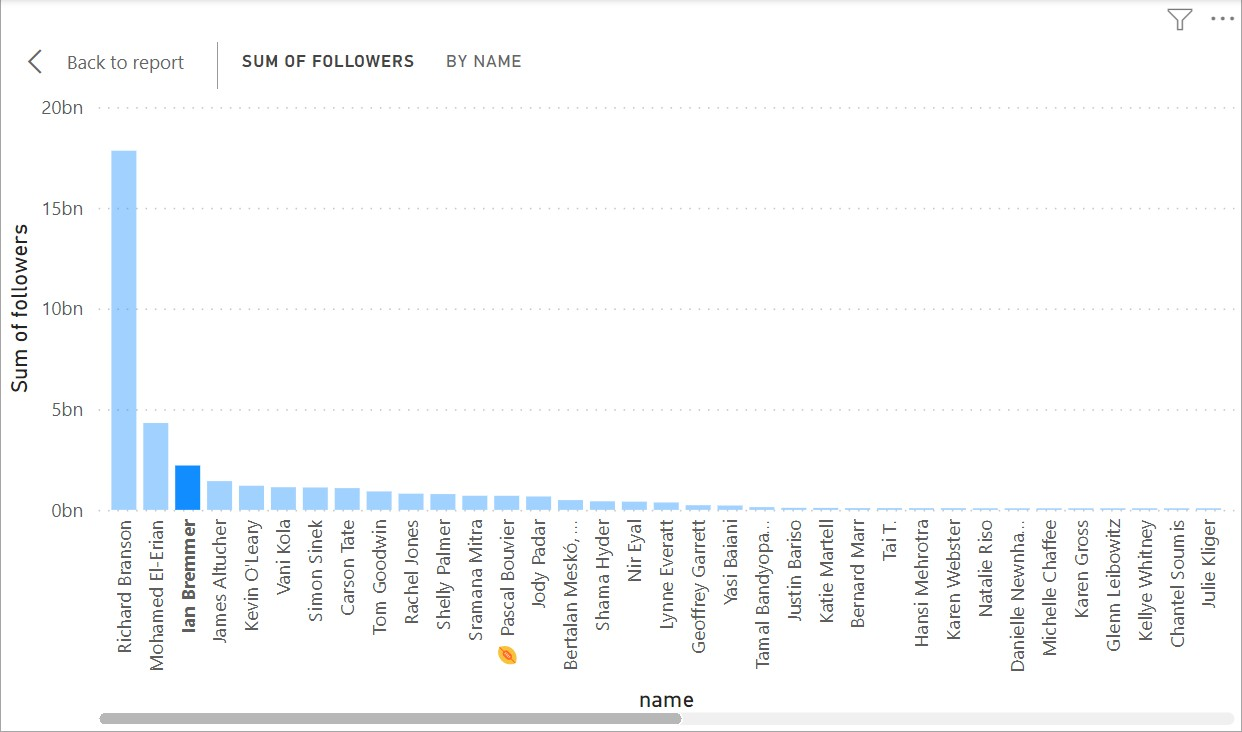 Back to report
SUM OF FOLLOWERS
BY NAME
20bn
15bn
10bn
5bn
0bn
Sum of followers
Richard Branson
Mohamed El-Erian
Ian Bremmer
James Altucher
Kevin O'Leary
Vani Kola
Simon Sinek
Carson Tate
Tom Goodwin
Rachel Jones
Shelly Palmer
Sramana Mitra
Pascal Bouvier
Jody Padar
Bertalan Meskó, ...
Shama Hyder
Nir Eyal
Lynne Everatt
Geoffrey Garrett
Yasi Baiani
Tamal Bandyopa...
Justin Bariso
Katie Martell
Bernard Marr
Tai T.
Hansi Mehrotra
Karen Webster
Natalie Riso
Danielle Newnha...
Michelle Chaffee
Karen Gross
Glenn Leibowitz
Kellye Whitney
Chantel Soumis
Julie Kliger
name